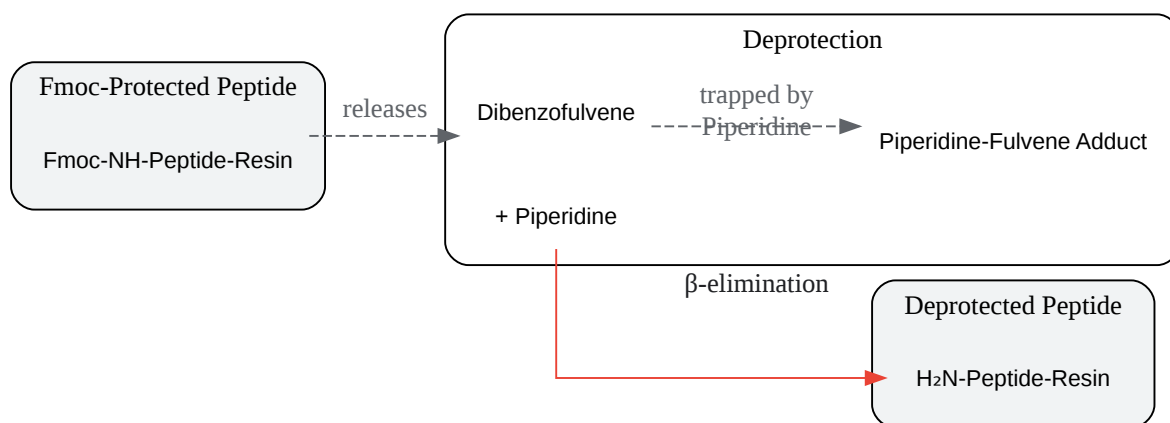 Fmoc-Protected Peptide
Fmoc-NH-Peptide-Resin
releases
Deprotection
Dibenzofulvene
trapped by
Piperidine
Piperidine-Fulvene Adduct
+ Piperidine
β-elimination
Deprotected Peptide
H₂N-Peptide-Resin